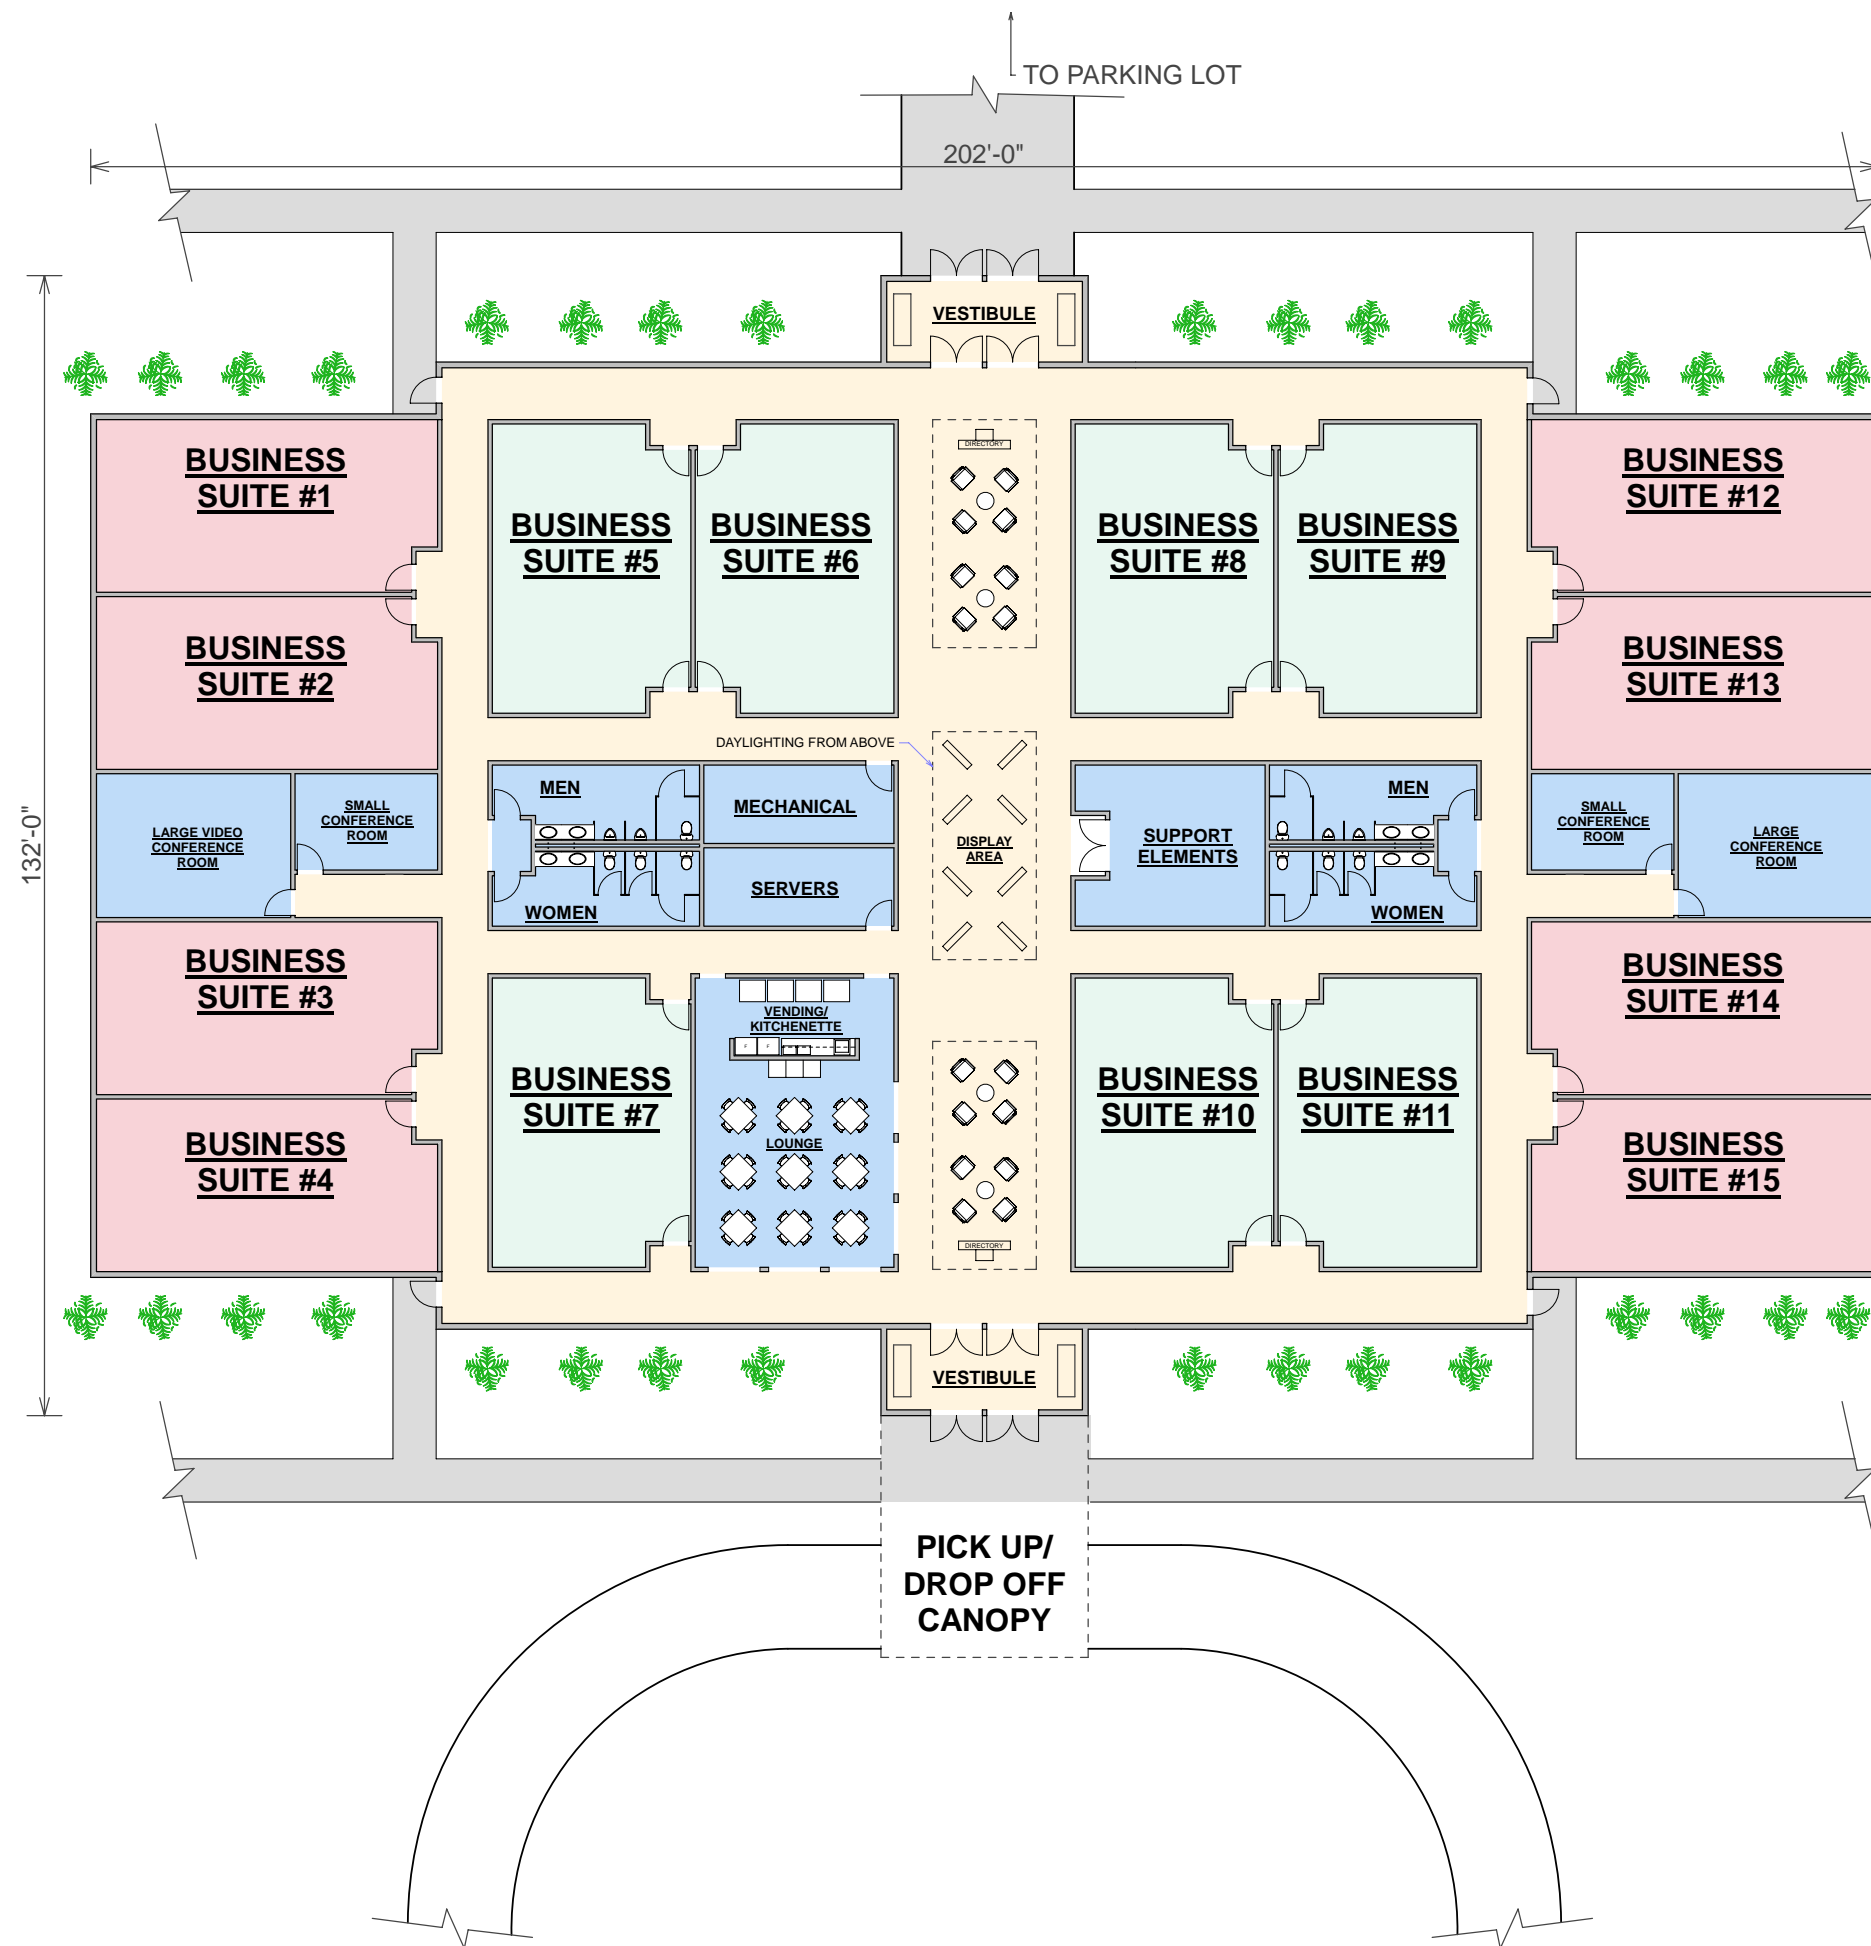 TO PARKING LOT
202'-0"
132'-0"
VESTIBULE
BUSINESS
SUITE #1
BUSINESS
SUITE #2
LARGE VIDEO
CONFERENCE
ROOM
SMALL
CONFERENCE
ROOM
BUSINESS
SUITE #3
BUSINESS
SUITE #4
BUSINESS
SUITE #5
BUSINESS
SUITE #6
DIRECTORY
DAYLIGHTING FROM ABOVE
MEN
WOMEN
MECHANICAL
SERVERS
DISPLAY
AREA
BUSINESS
SUITE #7
VENDING/
KITCHENETTE
F
F
LOUNGE
DIRECTORY
BUSINESS
SUITE #8
BUSINESS
SUITE #9
SUPPORT
ELEMENTS
MEN
WOMEN
BUSINESS
SUITE #10
BUSINESS
SUITE #11
BUSINESS
SUITE #12
BUSINESS
SUITE #13
SMALL
CONFERENCE
ROOM
LARGE
CONFERENCE
ROOM
BUSINESS
SUITE #14
BUSINESS
SUITE #15
VESTIBULE
PICK UP/
DROP OFF
CANOPY